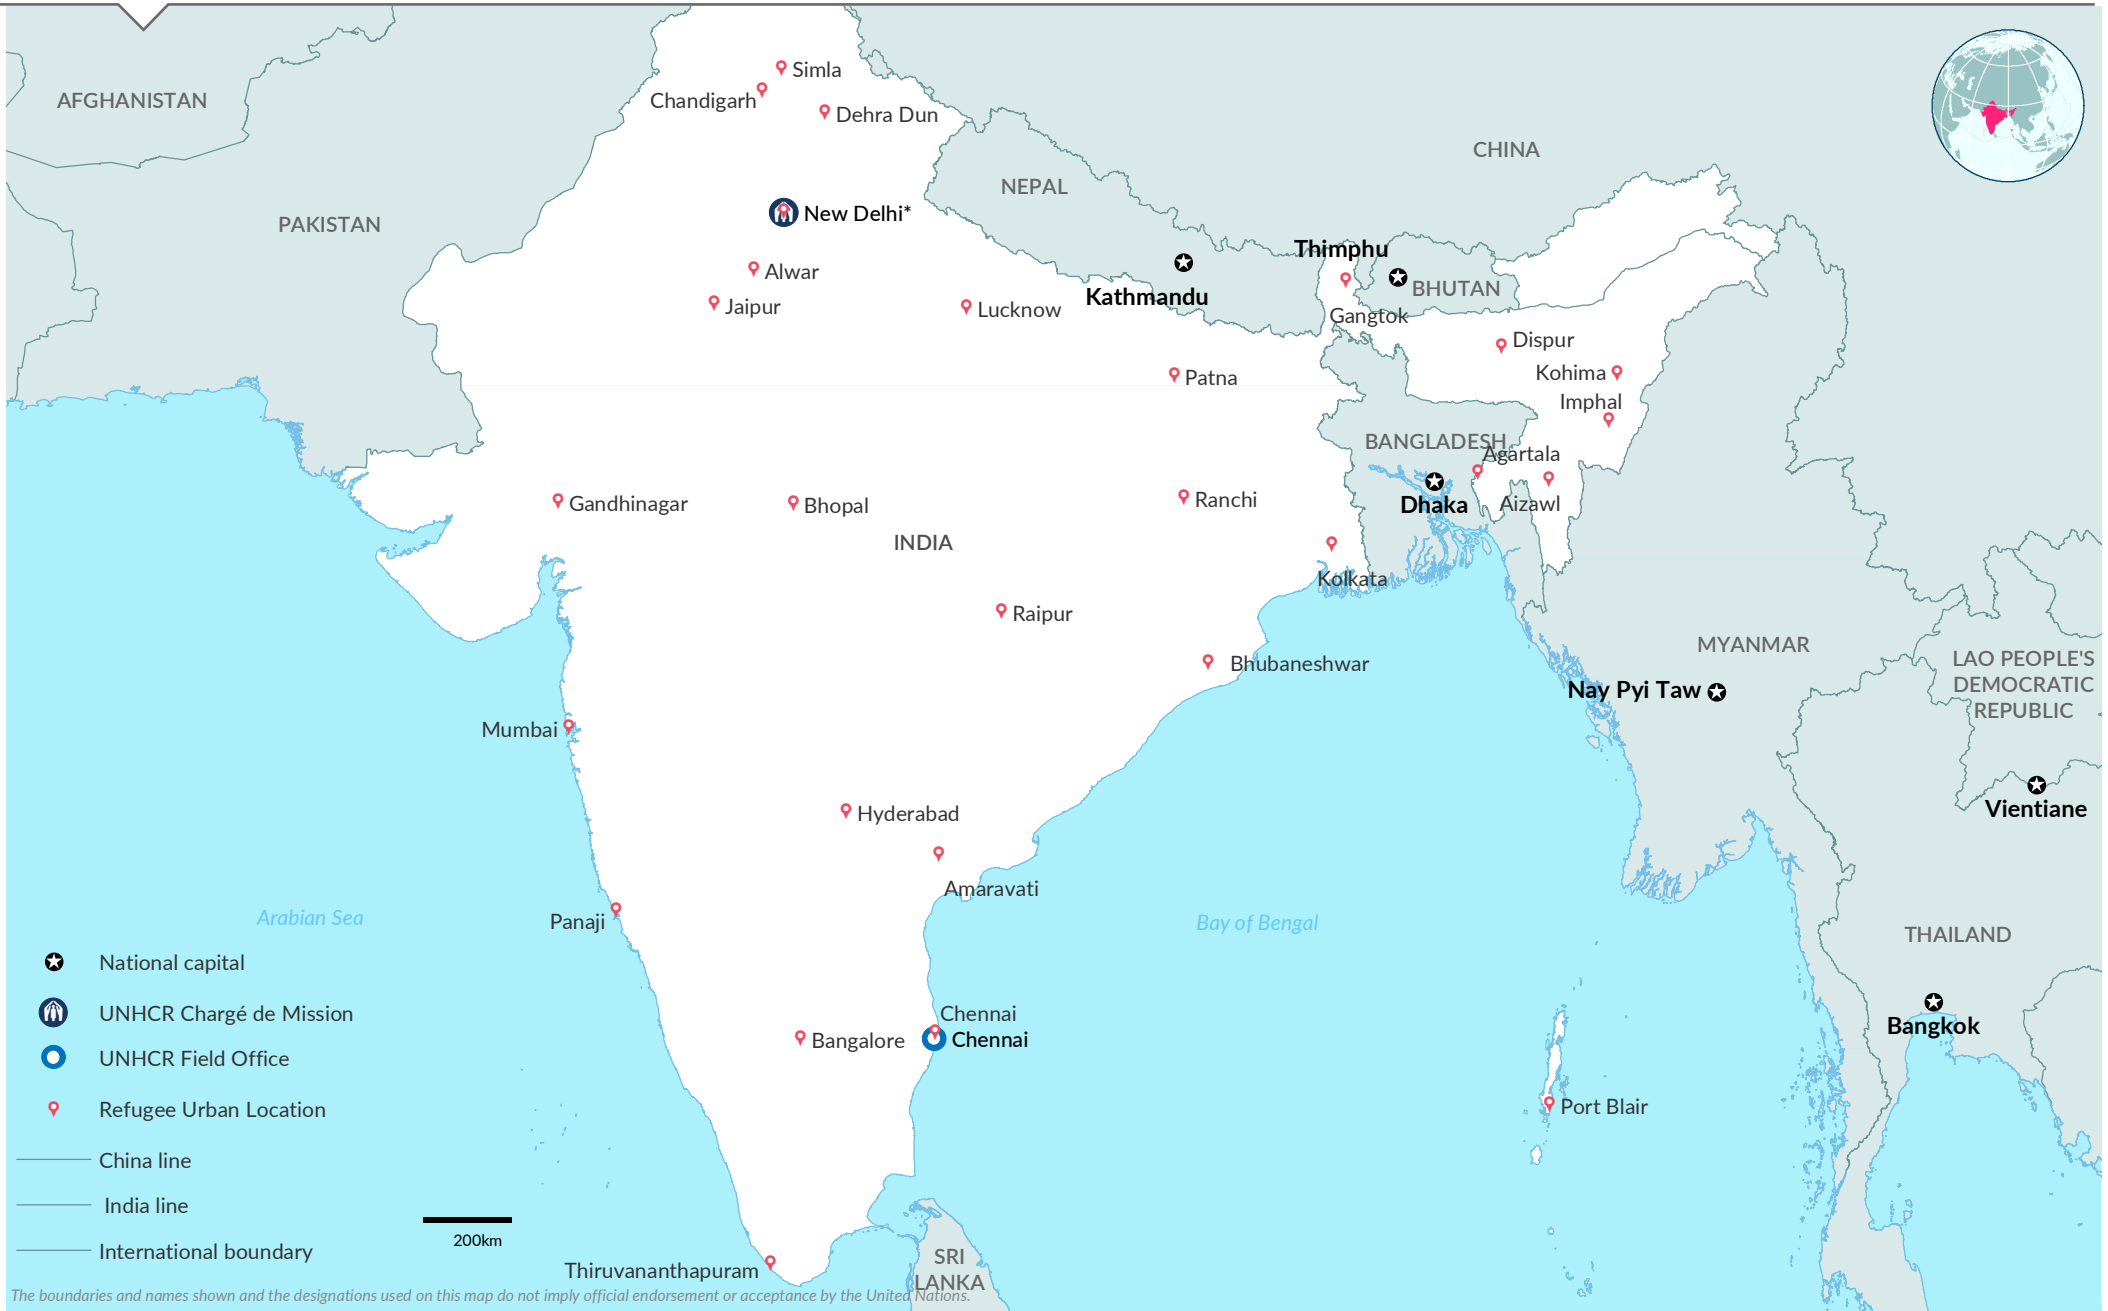 Simla
AFGHANISTAN
Chandigarh
Dehra Dun
CHINA
NEPAL
PAKISTAN
New Delhi*
Thimphu
Alwar
Kathmandu
BHUTAN
Jaipur
Lucknow
Gangtok
Dispur
Kohima
Patna
Imphal
BANGLADESH
Agartala
Gandhinagar
Bhopal
Ranchi
Dhaka
Aizawl
INDIA
Kolkata
Raipur
MYANMAR
Bhubaneshwar
LAO PEOPLE'S
DEMOCRATIC
REPUBLIC
Nay Pyi Taw
Mumbai
Vientiane
Hyderabad
Amaravati
Arabian Sea
Panaji
Bay of Bengal
THAILAND
National capital
UNHCR Chargé de Mission
Chennai
Bangkok
Bangalore
Chennai
UNHCR Field Office
Refugee Urban Location
Port Blair
China line
India line
200km
International boundary
Thiruvananthapuram
SRI
LANKA
The boundaries and names shown and the designations used on this map do not imply official endorsement or acceptance by the United Nations.